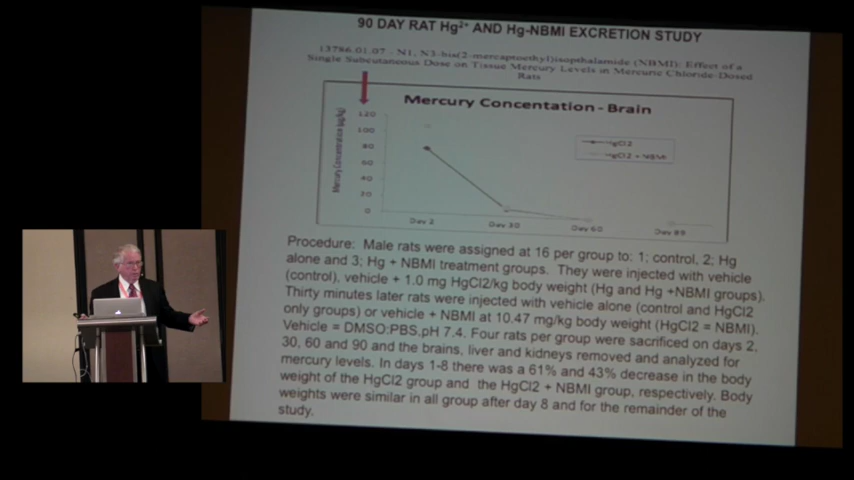 90 DAY RAT Hg²⁺ AND Hg-NBMI EXCRETION STUDY
13786.01.07 - N1, N3-bis(2-mercaptoethyl)isopthalamide (NBMI): Effect of a
Single Subcutaneous Dose on Tissue Mercury Levels in Mercuric Chloride-Dosed
Rats
Mercury Concentation - Brain
Mercury Concentration (µg/kg)
120
100
80
60
40
20
0
HgCl2
HgCl2 + NBMI
Day 2
Day 30
Day 60
Day 89
Procedure: Male rats were assigned at 16 per group to: 1; control, 2; Hg
alone and 3; Hg + NBMI treatment groups. They were injected with vehicle
(control), vehicle + 1.0 mg HgCl2/kg body weight (Hg and Hg +NBMI groups).
Thirty minutes later rats were injected with vehicle alone (control and HgCl2
only groups) or vehicle + NBMI at 10.47 mg/kg body weight (HgCl2 = NBMI).
Vehicle = DMSO:PBS,pH 7.4. Four rats per group were sacrificed on days 2,
30, 60 and 90 and the brains, liver and kidneys removed and analyzed for
mercury levels. In days 1-8 there was a 61% and 43% decrease in the body
weight of the HgCl2 group and the HgCl2 + NBMI group, respectively. Body
weights were similar in all group after day 8 and for the remainder of the
study.